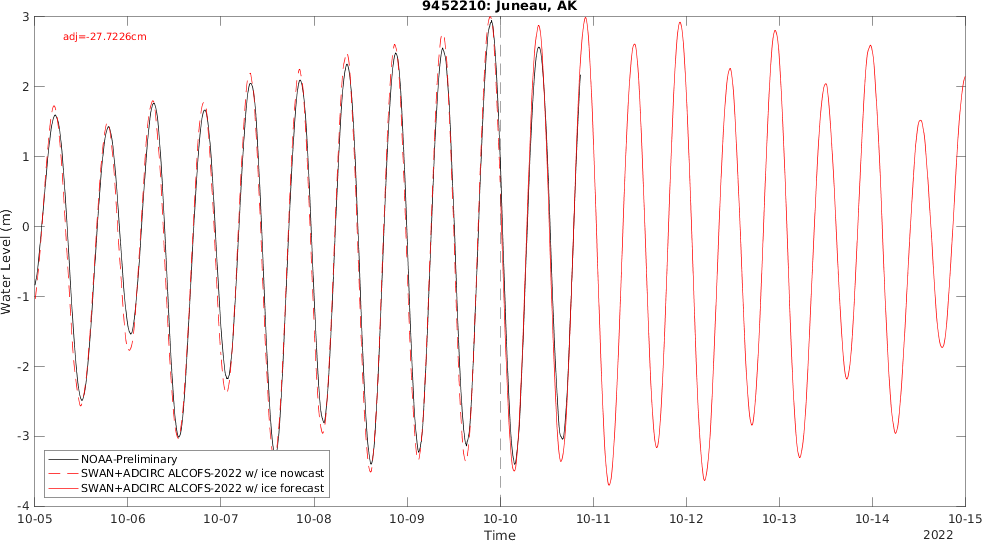 9452210: Juneau, AK
adj=-27.7226cm
Water Level (m)
3
2
1
0
-1
-2
-3
-4
NOAA-Preliminary
SWAN+ADCIRC ALCOFS-2022 w/ ice nowcast
SWAN+ADCIRC ALCOFS-2022 w/ ice forecast
10-05 10-06 10-07 10-08 10-09 10-10 10-11 10-12 10-13 10-14 10-15
Time
2022